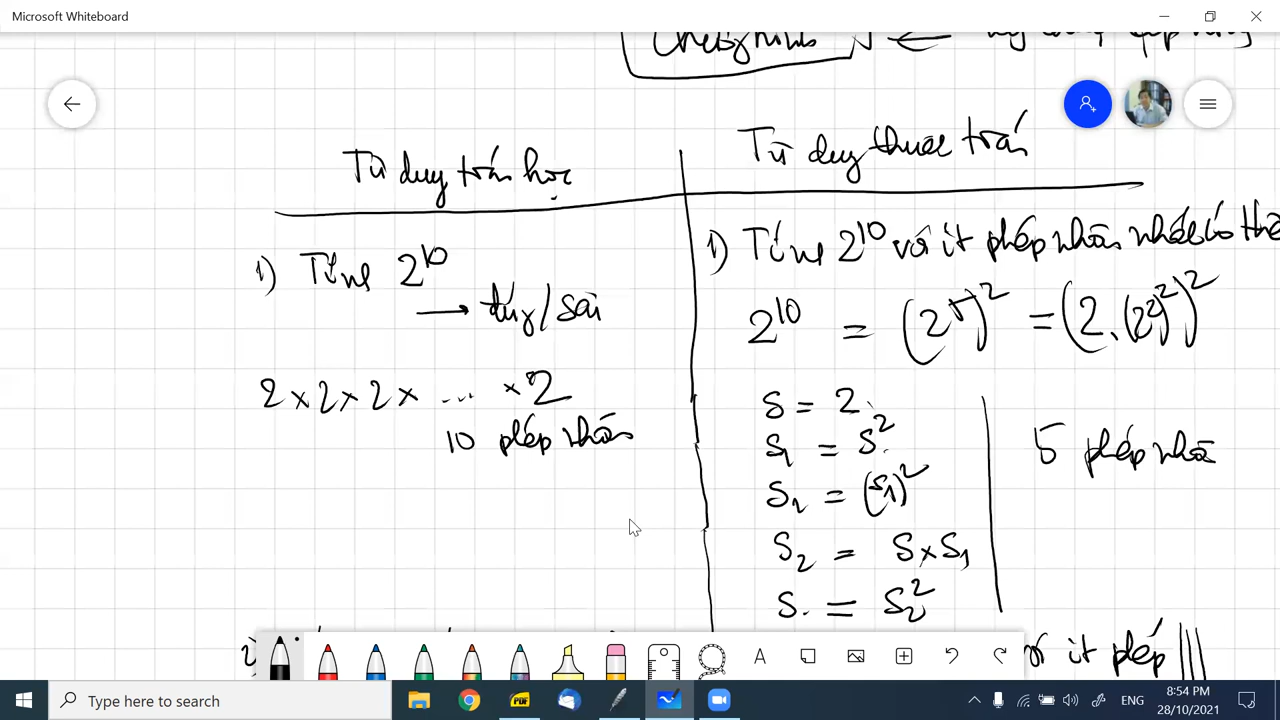 Microsoft Whiteboard
Tư duy toán học
Tư duy thuật toán
1) Tính 2^10
→ đúng/sai
2 × 2 × 2 × ... × 2
10 phép nhân
1) Tính 2^10 với ít phép nhân nhất có thể
2^10 = (2^5)^2 = (2.(2^2)^2)^2
S = 2
S1 = S^2
S2 = (S1)^2
S2 = S×S1
S = S2^2
5 phép nhân
ít phép
Type here to search
PDF
ENG
8:54 PM
28/10/2021